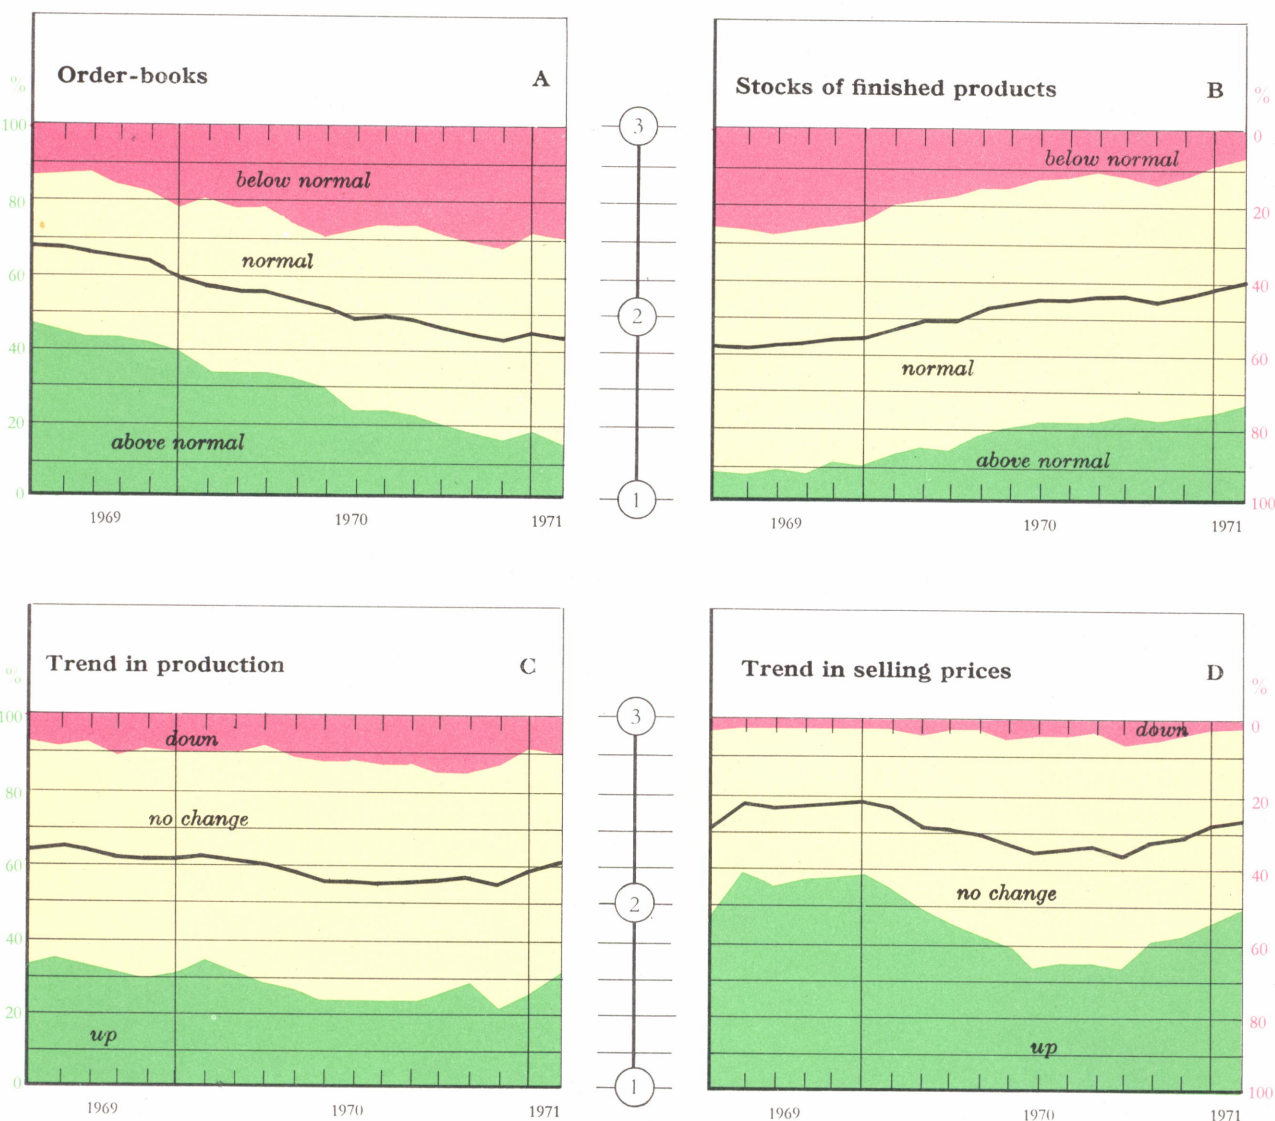 Order-books A
%
100
80
60
40
20
0
below normal
normal
above normal
1969 1970 1971
3
2
1
Stocks of finished products B
%
0
20
40
60
80
100
below normal
normal
above normal
1969 1970 1971
Trend in production C
%
100
80
60
40
20
0
down
no change
up
1969 1970 1971
3
2
1
Trend in selling prices D
%
0
20
40
60
80
100
down
no change
up
1969 1970 1971